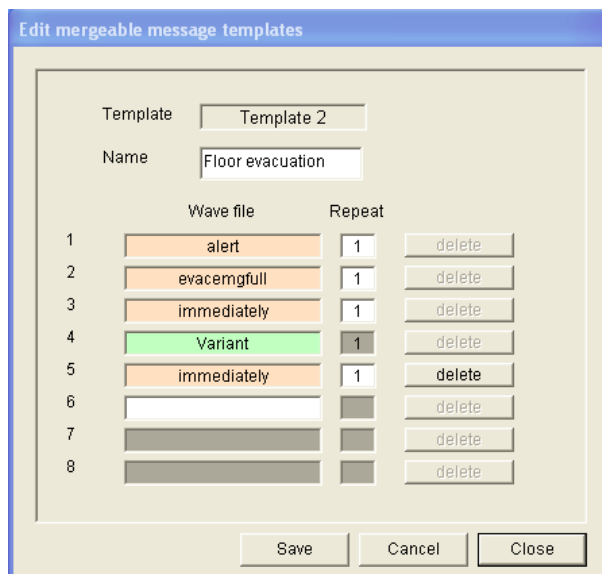 Edit mergeable message templates
Template Template 2
Name Floor evacuation
Wave file Repeat
1 alert 1 delete
2 evacemgfull 1 delete
3 immediately 1 delete
4 Variant 1 delete
5 immediately 1 delete
6 delete
7 delete
8 delete
Save Cancel Close